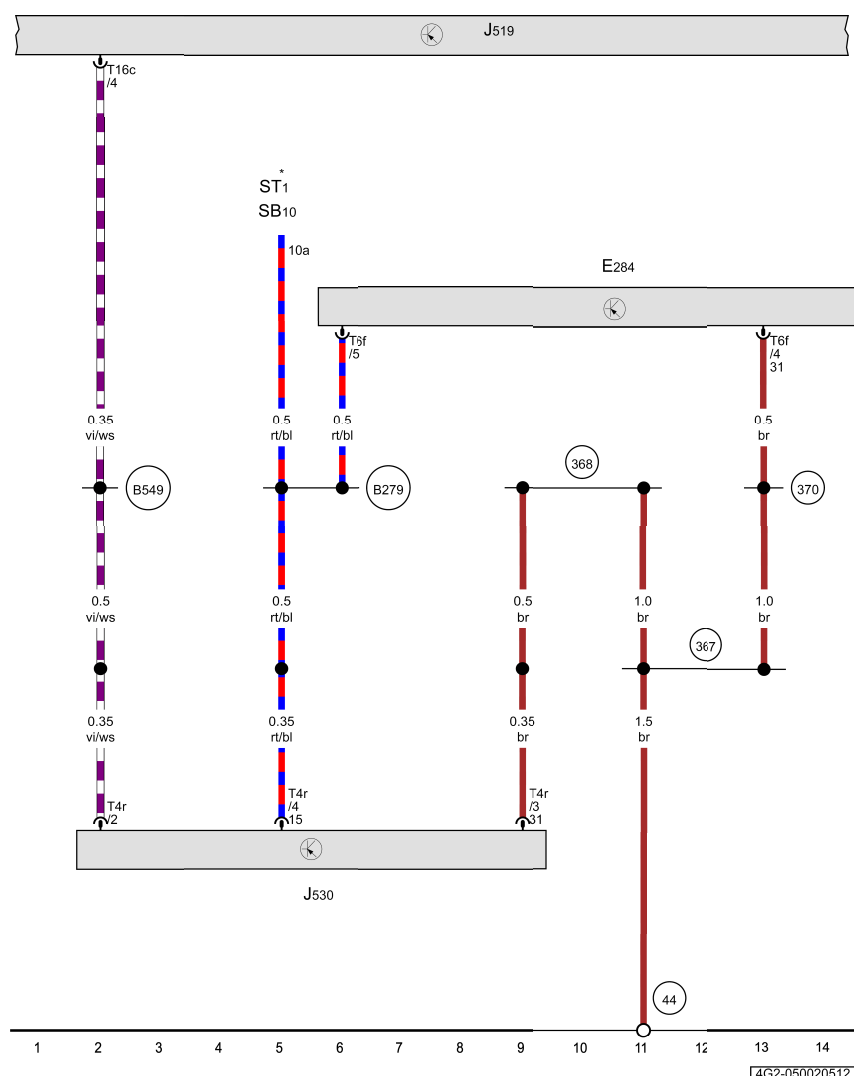 J519
T16c
/4
*
ST1
SB10
10a
E284
T6f
/5
T6f
/4
31
0.35
vi/ws
0.5
rt/bl
0.5
rt/bl
0.5
br
B549
B279
368
370
0.5
vi/ws
0.5
rt/bl
0.5
br
1.0
br
1.0
br
367
0.35
vi/ws
0.35
rt/bl
0.35
br
1.5
br
T4r
/2
T4r
/4
15
T4r
/3
31
J530
44
1 2 3 4 5 6 7 8 9 10 11 12 13 14
4G2-050020512